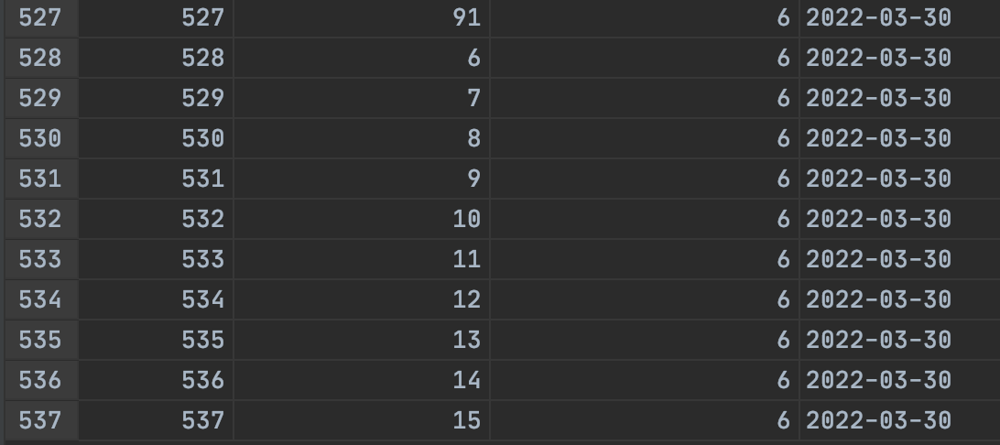 527 527 91 6 2022-03-30
528 528 6 6 2022-03-30
529 529 7 6 2022-03-30
530 530 8 6 2022-03-30
531 531 9 6 2022-03-30
532 532 10 6 2022-03-30
533 533 11 6 2022-03-30
534 534 12 6 2022-03-30
535 535 13 6 2022-03-30
536 536 14 6 2022-03-30
537 537 15 6 2022-03-30